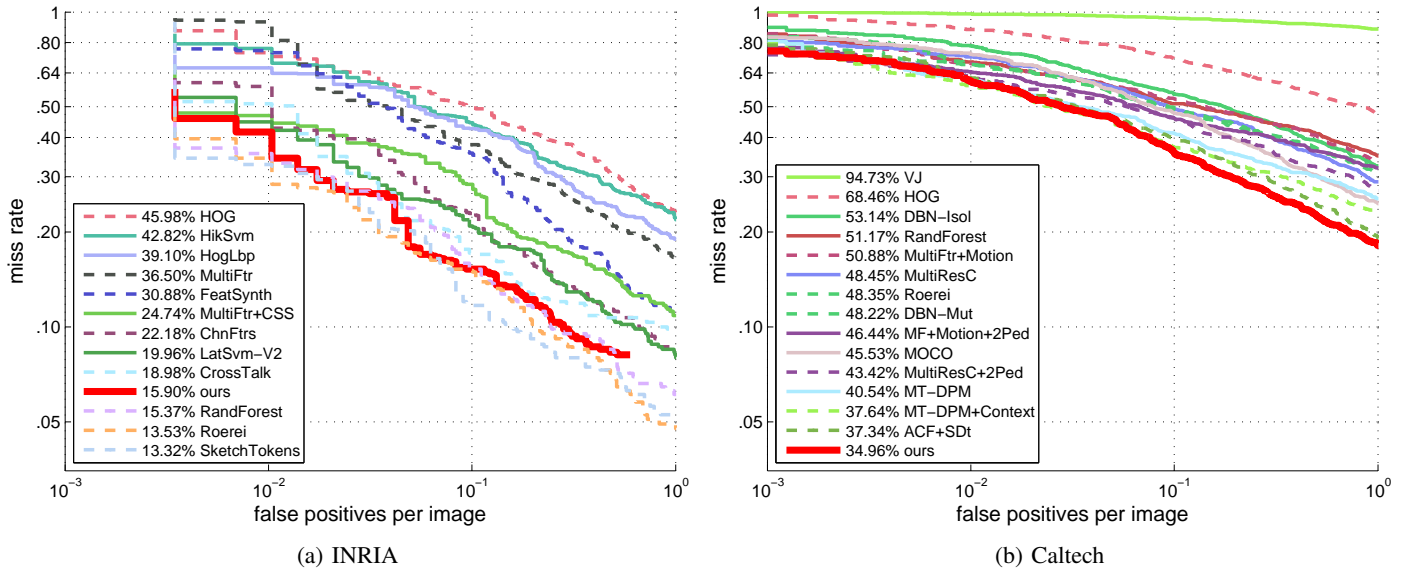 1
.80
.64
.50
.40
.30
.20
.10
.05
miss rate
45.98% HOG
42.82% HikSvm
39.10% HogLbp
36.50% MultiFtr
30.88% FeatSynth
24.74% MultiFtr+CSS
22.18% ChnFtrs
19.96% LatSvm−V2
18.98% CrossTalk
15.90% ours
15.37% RandForest
13.53% Roerei
13.32% SketchTokens
10−3 10−2 10−1 100
false positives per image
(a) INRIA
1
.80
.64
.50
.40
.30
.20
.10
.05
miss rate
94.73% VJ
68.46% HOG
53.14% DBN−Isol
51.17% RandForest
50.88% MultiFtr+Motion
48.45% MultiResC
48.35% Roerei
48.22% DBN−Mut
46.44% MF+Motion+2Ped
45.53% MOCO
43.42% MultiResC+2Ped
40.54% MT−DPM
37.64% MT−DPM+Context
37.34% ACF+SDt
34.96% ours
10−3 10−2 10−1 100
false positives per image
(b) Caltech